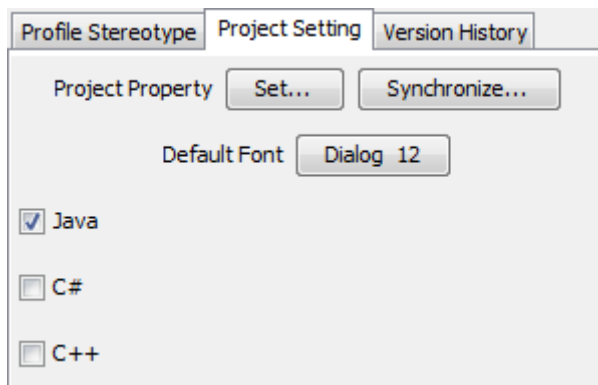 Profile Stereotype Project Setting Version History
Project Property Set... Synchronize...
Default Font Dialog 12
Java
C#
C++